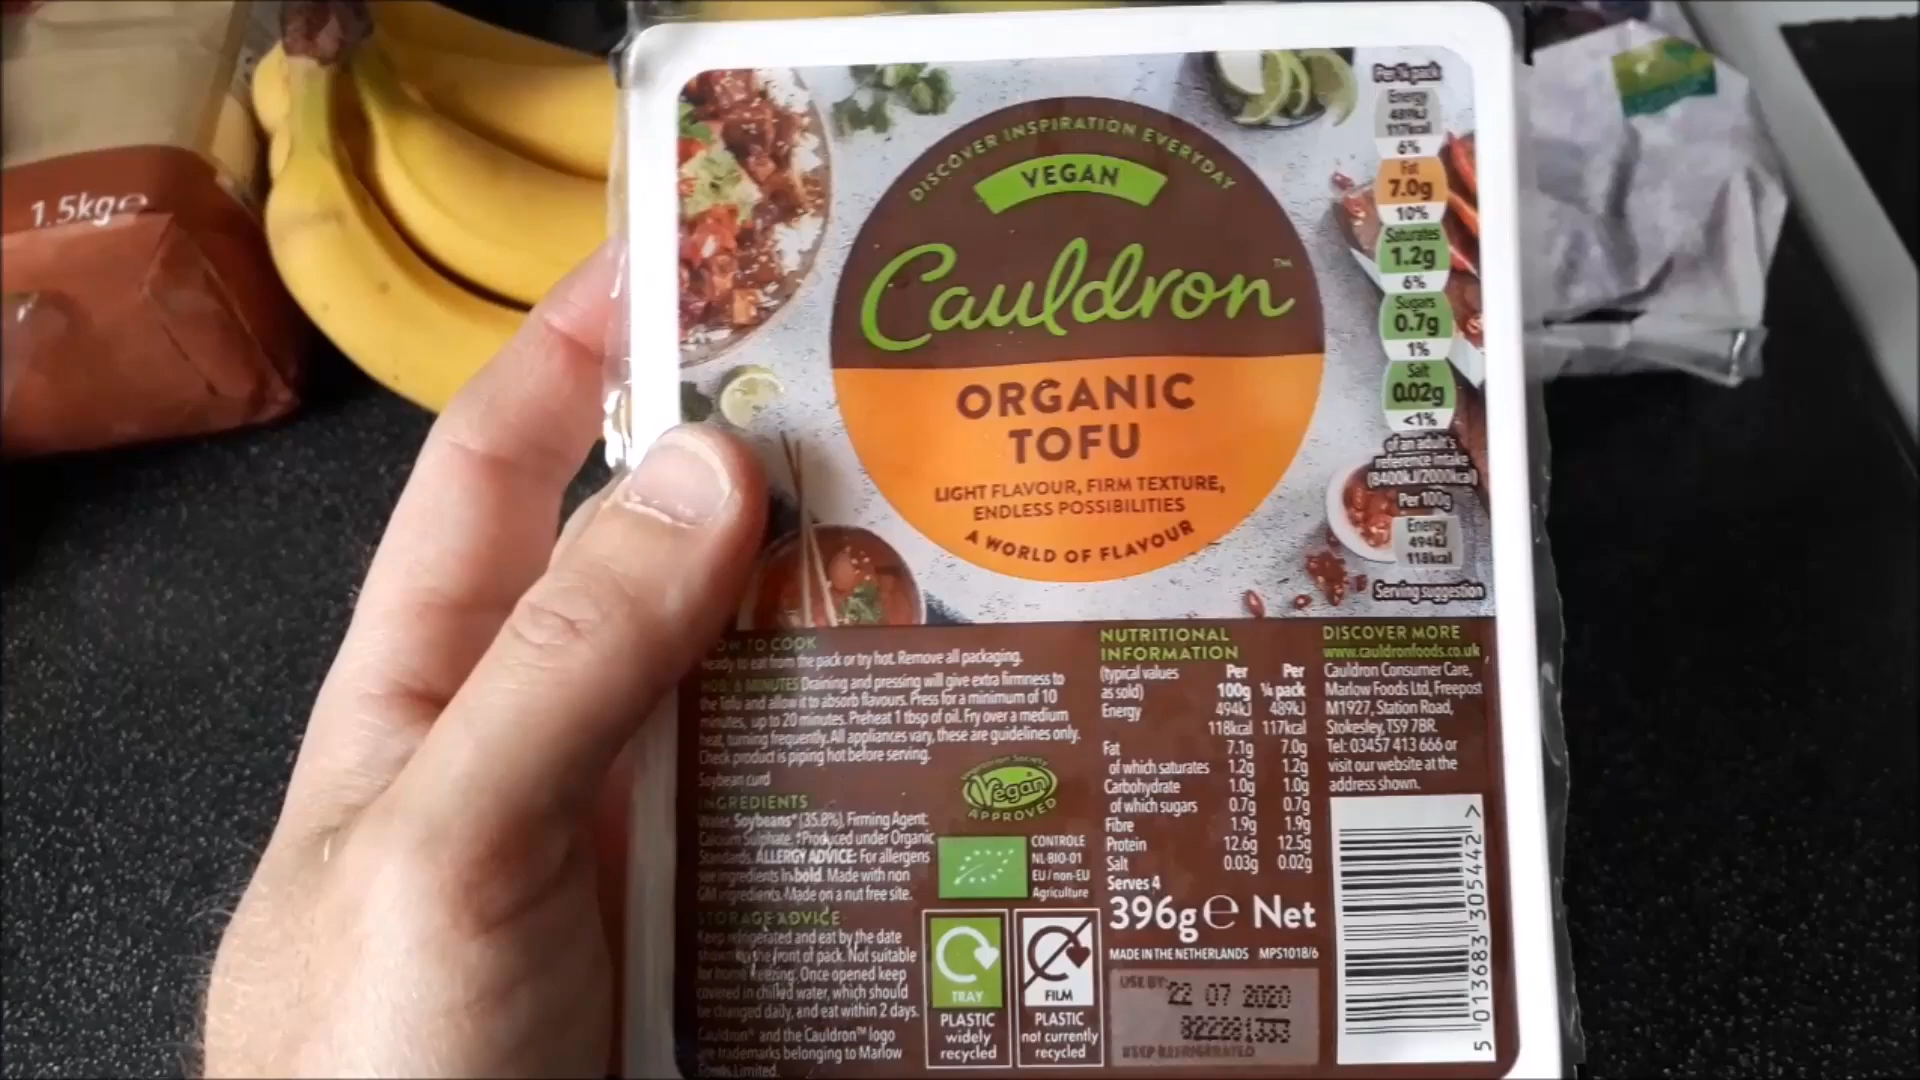 1.5kg℮
DISCOVER INSPIRATION EVERYDAY
VEGAN
Cauldron™
ORGANIC
TOFU
LIGHT FLAVOUR, FIRM TEXTURE,
ENDLESS POSSIBILITIES
A WORLD OF FLAVOUR
Per ¼ pack
Energy
489kJ
117kcal
6%
Fat
7.0g
10%
Saturates
1.2g
6%
Sugars
0.7g
1%
Salt
0.02g
<1%
of an adult's
reference intake
(8400kJ/2000kcal)
Per 100g
Energy
494kJ
118kcal
Serving suggestion
OW TO COOK
Ready to eat from the pack or try hot. Remove all packaging.
HOB: 6 MINUTES Draining and pressing will give extra firmness to
the Tofu and allow it to absorb flavours. Press for a minimum of 10
minutes, up to 20 minutes. Preheat 1 tbsp of oil. Fry over a medium
heat, turning frequently. All appliances vary, these are guidelines only.
Check product is piping hot before serving.
Soybean curd
INGREDIENTS
Water, Soybeans* (35.8%), Firming Agent:
Calcium Sulphate. *Produced under Organic
Standards. ALLERGY ADVICE: For allergens
see ingredients in bold. Made with non
GM ingredients. Made on a nut free site.
STORAGE ADVICE
Keep refrigerated and eat by the date
shown on the front of pack. Not suitable
for home freezing. Once opened keep
covered in chilled water, which should
be changed daily, and eat within 2 days.
Cauldron® and the Cauldron™ logo
are trademarks belonging to Marlow
Foods Limited.
Vegetarian Society
Vegan
APPROVED
CONTROLE
NL-BIO-01
EU / non-EU
Agriculture
TRAY
PLASTIC
widely
recycled
FILM
PLASTIC
not currently
recycled
NUTRITIONAL
INFORMATION
(typical values Per Per
as sold) 100g ¼ pack
Energy 494kJ 489kJ
118kcal 117kcal
Fat 7.1g 7.0g
of which saturates 1.2g 1.2g
Carbohydrate 1.0g 1.0g
of which sugars 0.7g 0.7g
Fibre 1.9g 1.9g
Protein 12.6g 12.5g
Salt 0.03g 0.02g
Serves 4
396g℮ Net
MADE IN THE NETHERLANDS MPS1018/6
USE BY:
22 07 2020
KEEP REFRIGERATED
DISCOVER MORE
www.cauldronfoods.co.uk
Cauldron Consumer Care,
Marlow Foods Ltd, Freepost
M1927, Station Road,
Stokesley, TS9 7BR.
Tel: 03457 413 666 or
visit our website at the
address shown.
5 013683 305442 >